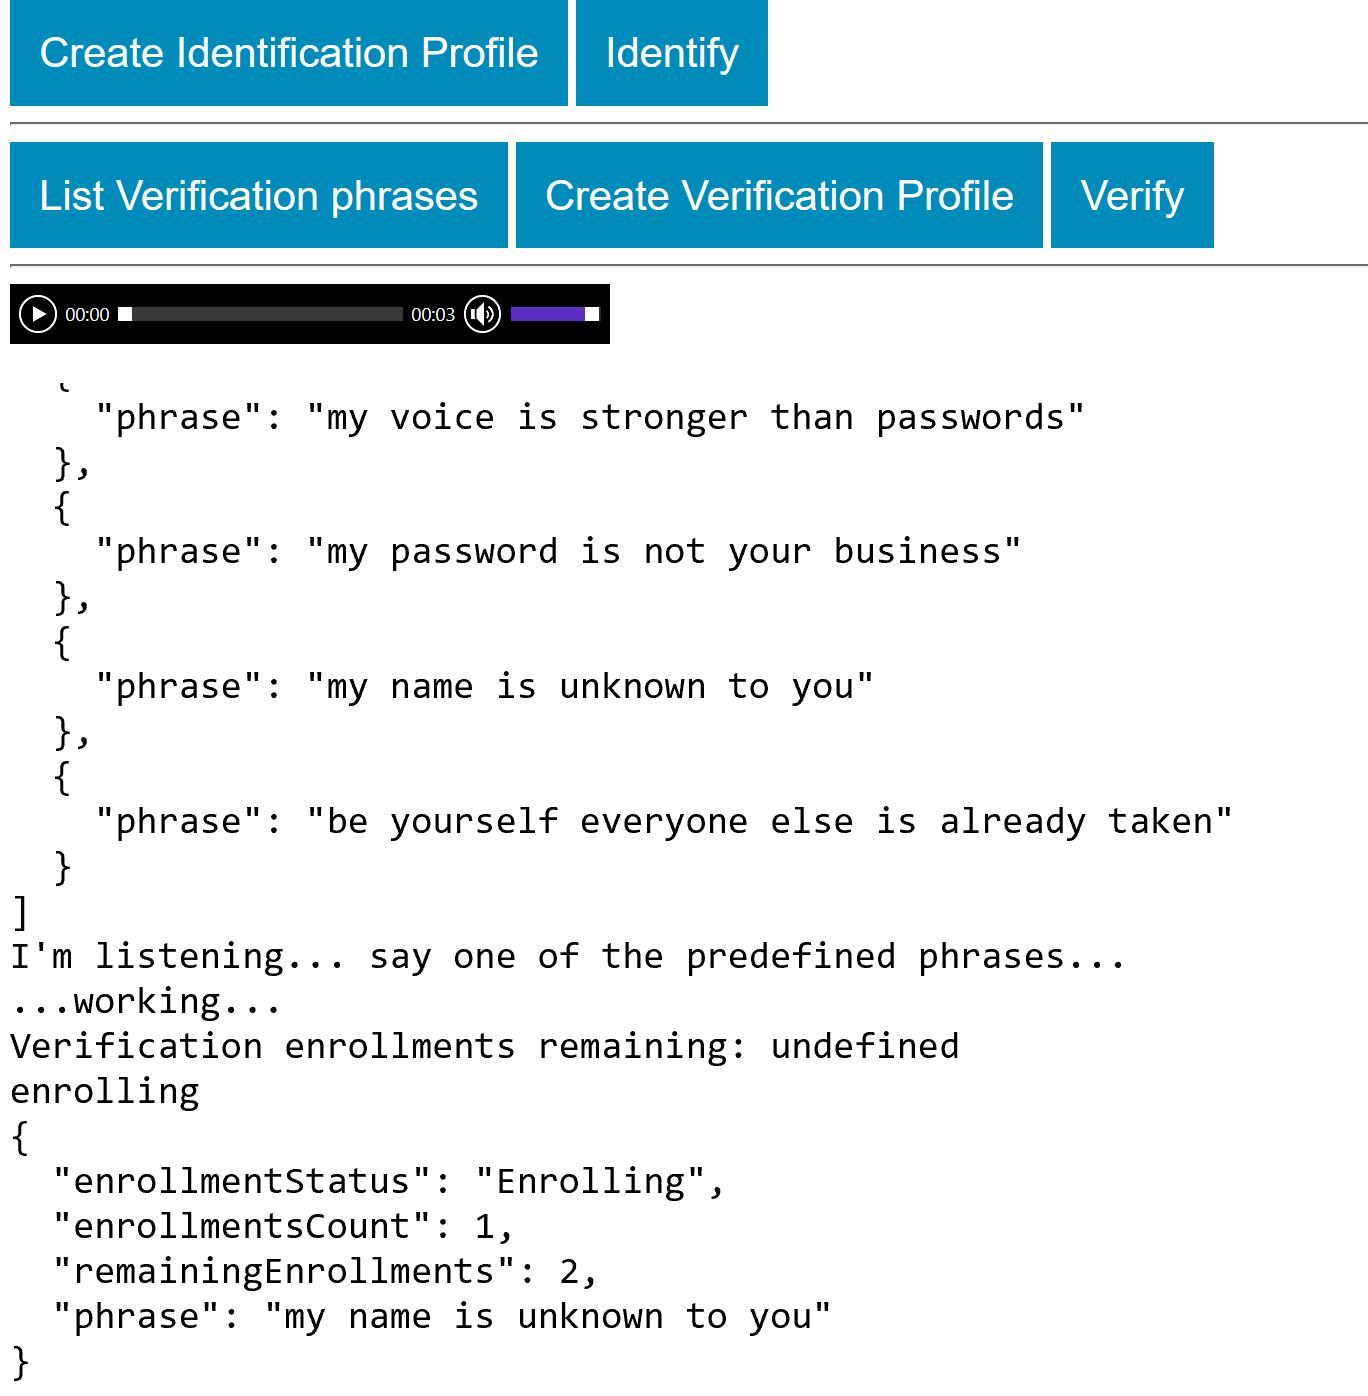 Create Identification Profile Identify
List Verification phrases Create Verification Profile Verify
00:00 00:03
{
"phrase": "my voice is stronger than passwords"
},
{
"phrase": "my password is not your business"
},
{
"phrase": "my name is unknown to you"
},
{
"phrase": "be yourself everyone else is already taken"
}
]
I'm listening... say one of the predefined phrases...
...working...
Verification enrollments remaining: undefined
enrolling
{
"enrollmentStatus": "Enrolling",
"enrollmentsCount": 1,
"remainingEnrollments": 2,
"phrase": "my name is unknown to you"
}